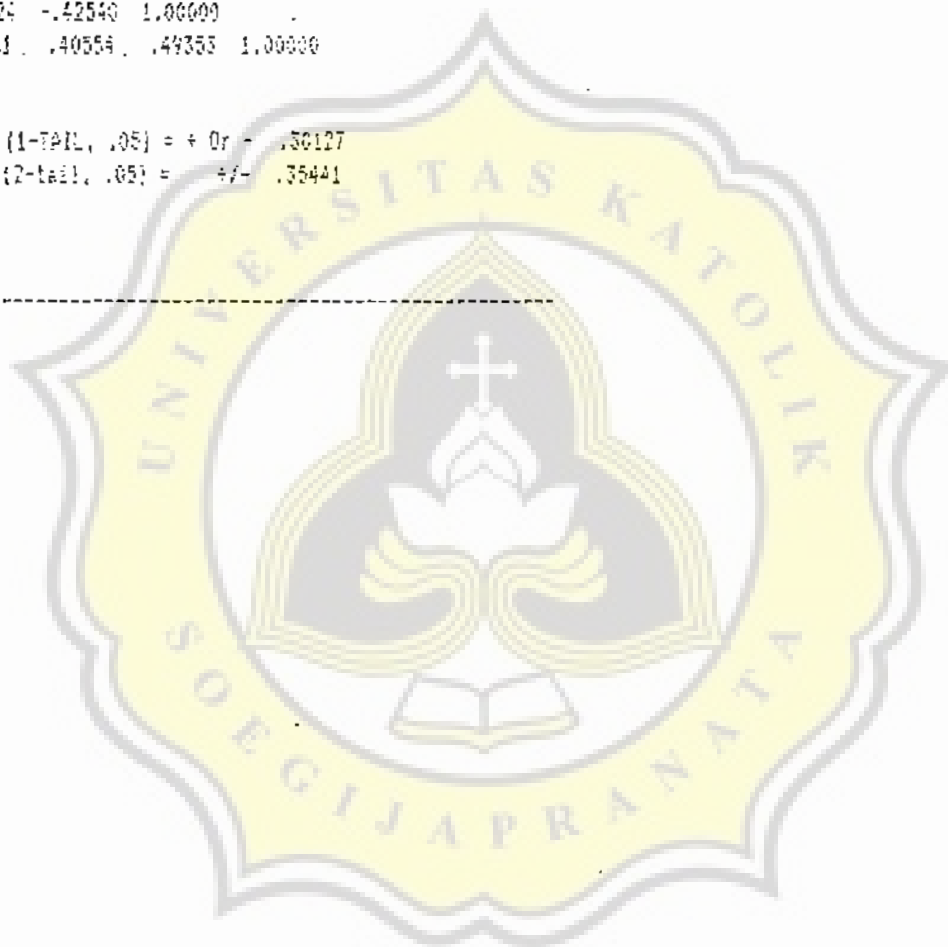 -.42540 1.00000
.40554 .49353 1.00000
(1-TAIL, .05) = + Or - .30127
(2-tail, .05) = +/- .35441
UNIVERSITAS KATOLIK
SOEGIJAPRANATA